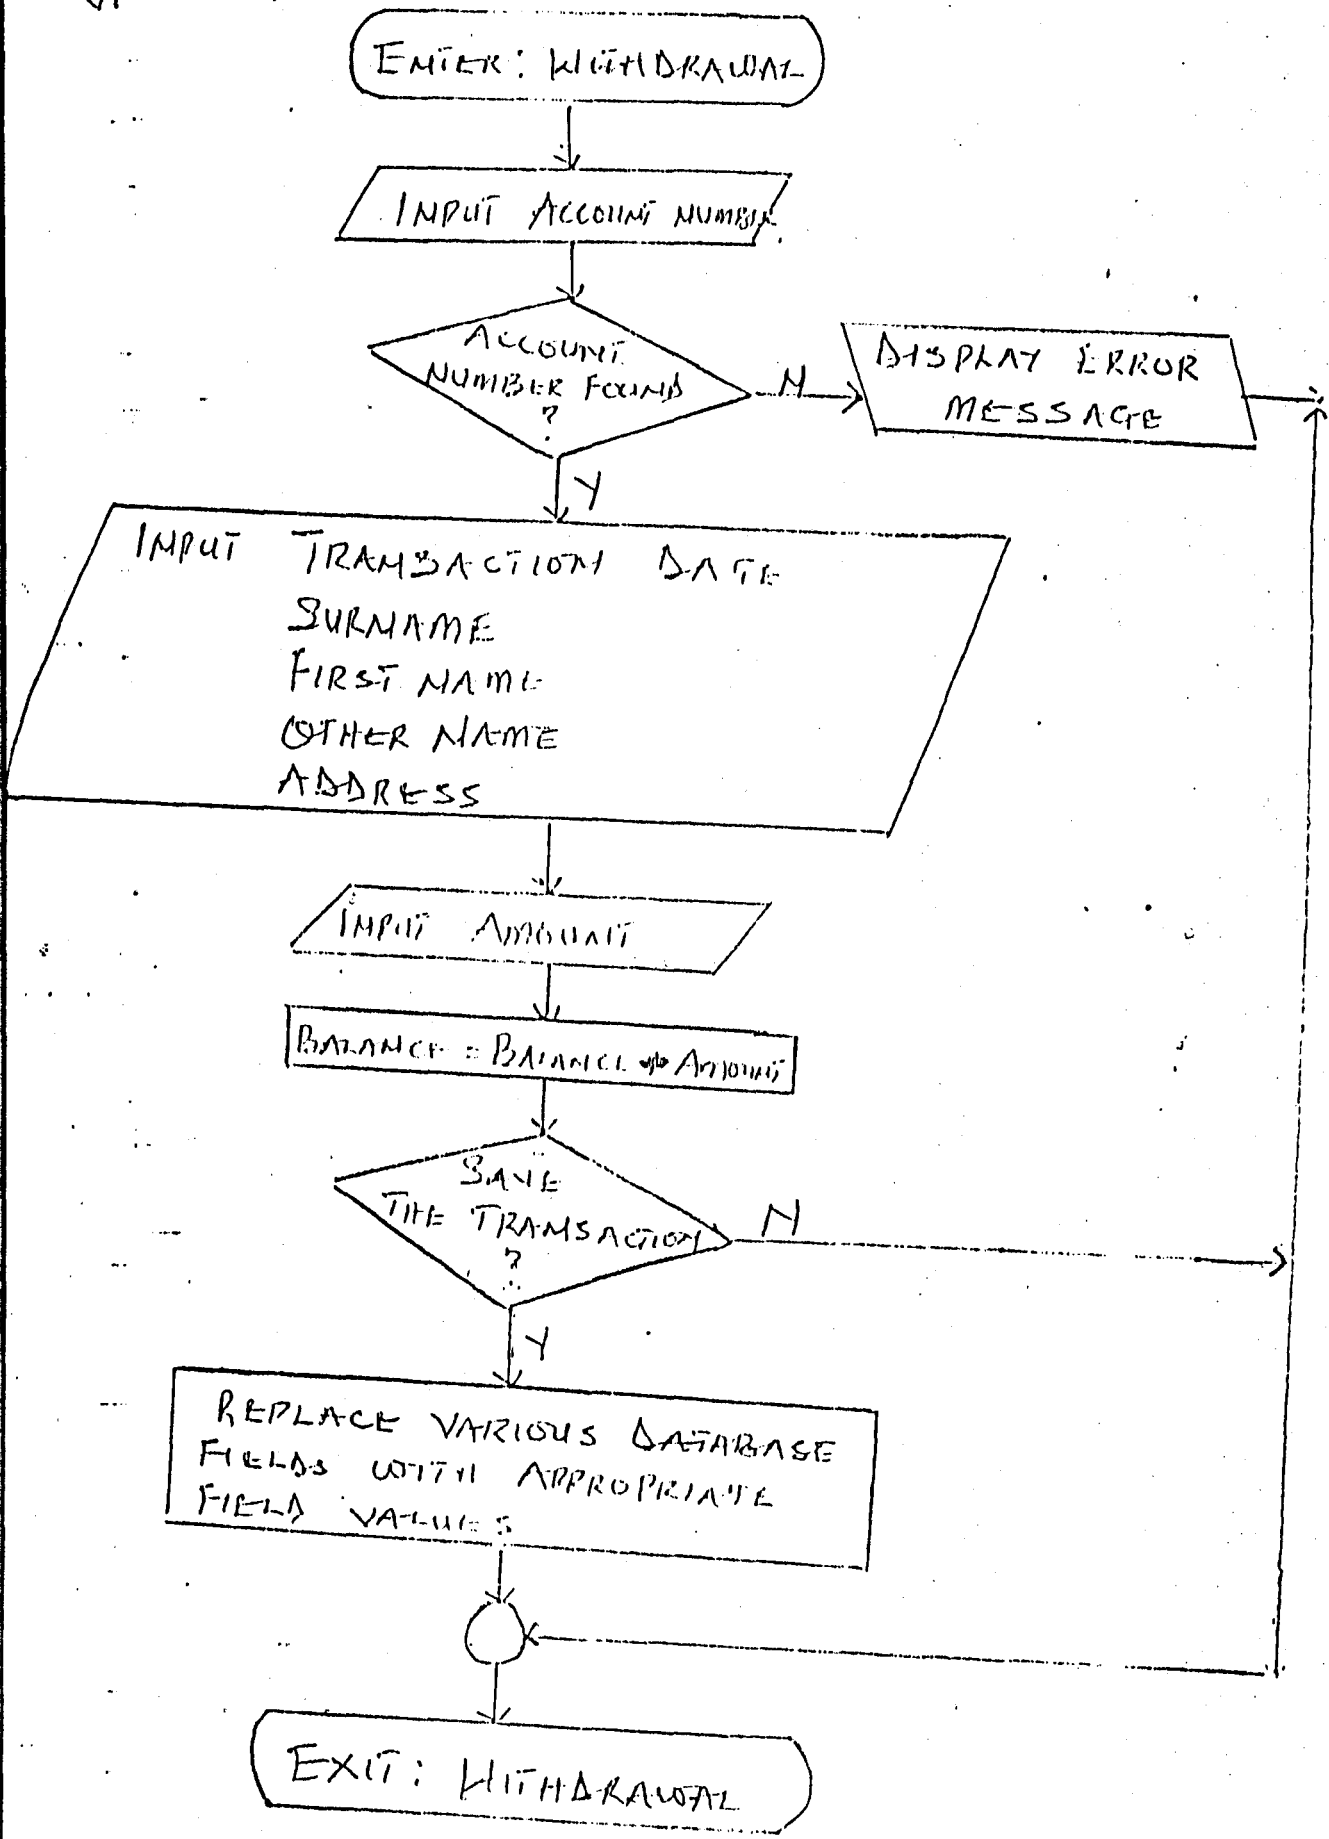 ENTER: WITHDRAWAL
INPUT ACCOUNT NUMBER
ACCOUNT
NUMBER FOUND
?
N
DISPLAY ERROR
MESSAGE
Y
INPUT TRANSACTION DATE
SURNAME
FIRST NAME
OTHER NAME
ADDRESS
INPUT AMOUNT
BALANCE = BALANCE AMOUNT
SAVE
THE TRANSACTION
?
N
Y
REPLACE VARIOUS DATABASE
FIELDS WITH APPROPRIATE
FIELD VALUES
EXIT: WITHDRAWAL